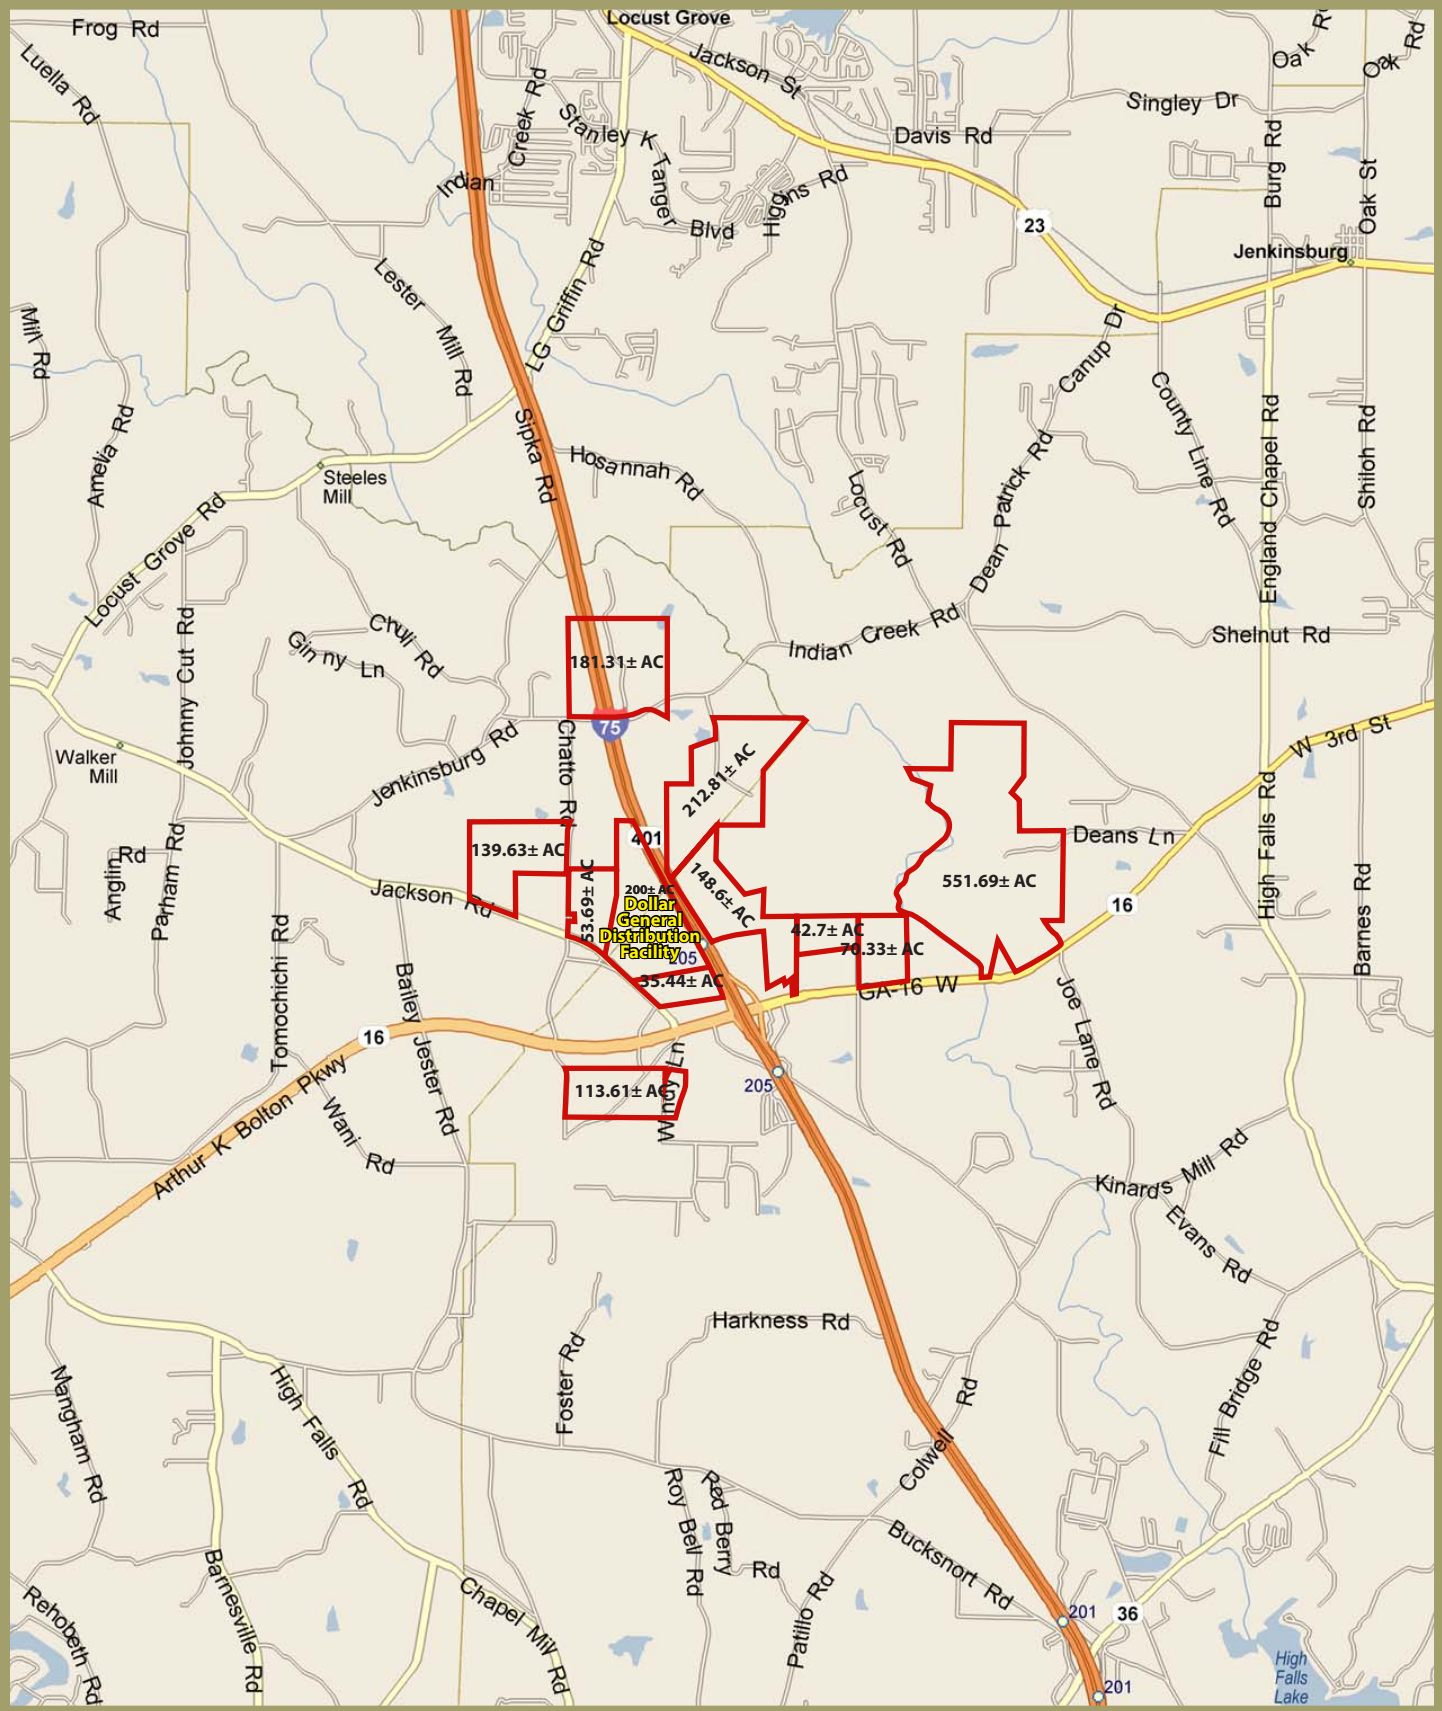 Frog Rd
Locust Grove
Luella Rd
Jackson St
Oak R
Oak Rd
Singley Dr
Indian Creek Rd
Stanley K Tanger Blvd
Davis Rd
Burg Rd
Oak St
Higgins Rd
23
Jenkinsburg
Lester Mill Rd
LG Griffin Rd
Mill Rd
Canup Dr
County Line Rd
England Chapel Rd
Shiloh Rd
Amelia Rd
Sipka Rd
Hosannah Rd
Steeles
Mill
Locust Rd
Dean Patrick Rd
Locust Grove Rd
Johnny Cut Rd
Chuli Rd
Ginny Ln
Indian Creek Rd
Shelnut Rd
181.31± AC
75
Walker
Mill
Jenkinsburg Rd
Chatto Rd
212.81± AC
W 3rd St
High Falls Rd
401
Deans Ln
139.63± AC
Anglin Rd
Parham Rd
Jackson Rd
53.69± AC
200± AC
Dollar
General
Distribution
Facility
205
148.6± AC
551.69± AC
16
42.7± AC
70.33± AC
35.44± AC
GA-16 W
Barnes Rd
Tomochichi Rd
Bailey Jester Rd
Joe Lane Rd
16
Arthur K Bolton Pkwy
Windy Ln
205
113.61± AC
Wani Rd
Kinards Mill Rd
Evans Rd
Harkness Rd
Foster Rd
Fill Bridge Rd
Mangham Rd
High Falls Rd
Colwell Rd
Roy Bell Rd
Red Berry Rd
Bucksnort Rd
Barnesville Rd
Chapel Mill Rd
Patillo Rd
Rehobeth Rd
201
36
High
Falls
Lake
201